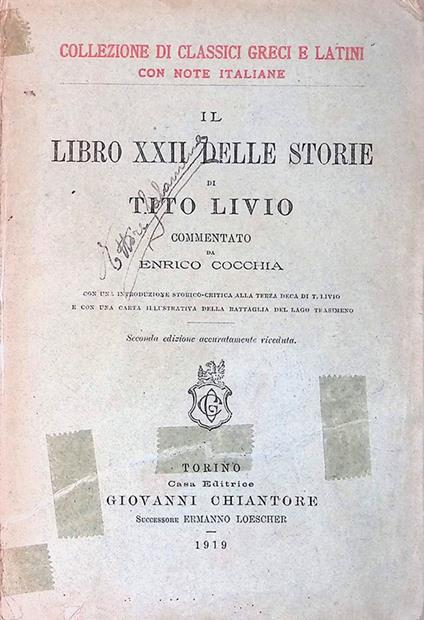 COLLEZIONE DI CLASSICI GRECI E LATINI
CON NOTE ITALIANE
IL
LIBRO XXII DELLE STORIE
DI
TITO LIVIO
COMMENTATO
DA
ENRICO COCCHIA
CON UNA INTRODUZIONE STORICO-CRITICA ALLA TERZA DECA DI T. LIVIO
E CON UNA CARTA ILLUSTRATIVA DELLA BATTAGLIA DEL LAGO TRASIMENO
Seconda edizione accuratamente riveduta.
TORINO
Casa Editrice
GIOVANNI CHIANTORE
SUCCESSORE ERMANNO LOESCHER
1919